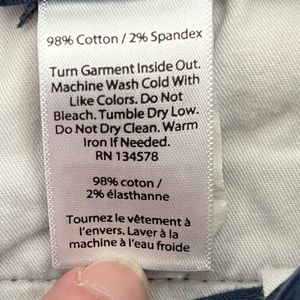 98% Cotton / 2% Spandex
Turn Garment Inside Out.
Machine Wash Cold With
Like Colors. Do Not
Bleach. Tumble Dry Low.
Do Not Dry Clean. Warm
Iron If Needed.
RN 134578
98% coton /
2% élasthanne
Tournez le vêtement à
l'envers. Laver à la
machine à l'eau froide